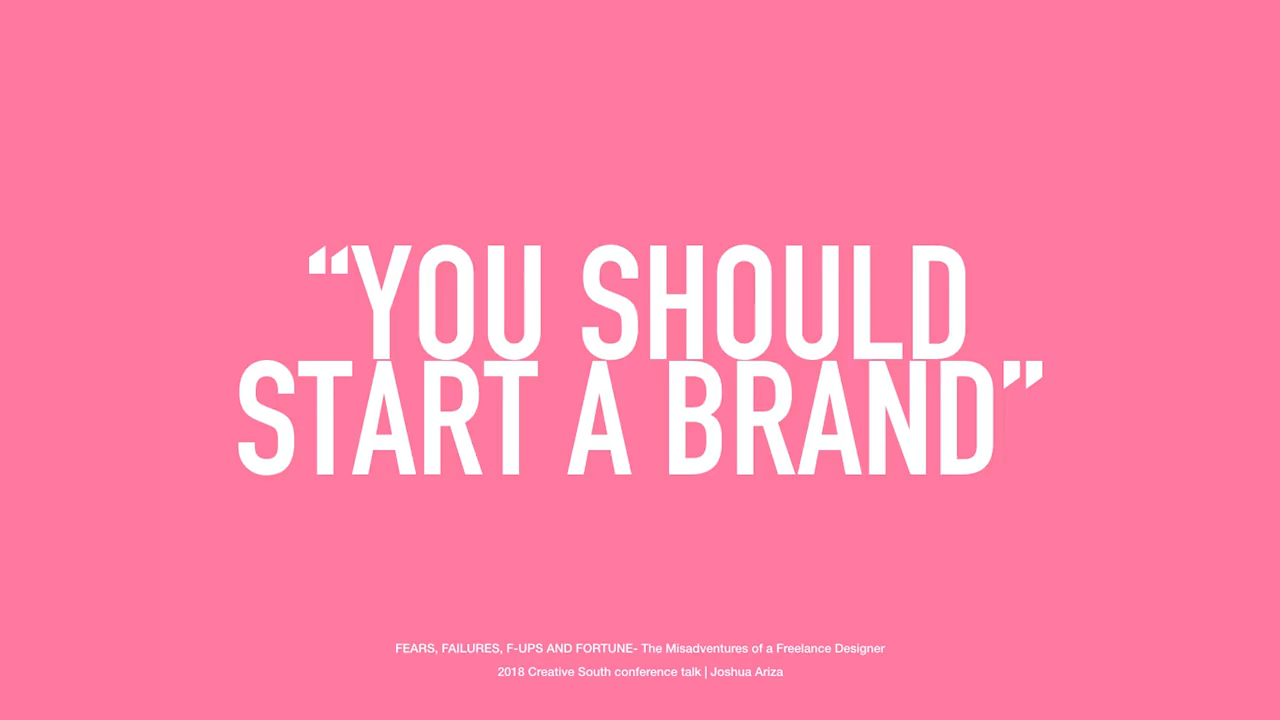 “YOU SHOULD
START A BRAND”
FEARS, FAILURES, F-UPS AND FORTUNE- The Misadventures of a Freelance Designer
2018 Creative South conference talk | Joshua Ariza